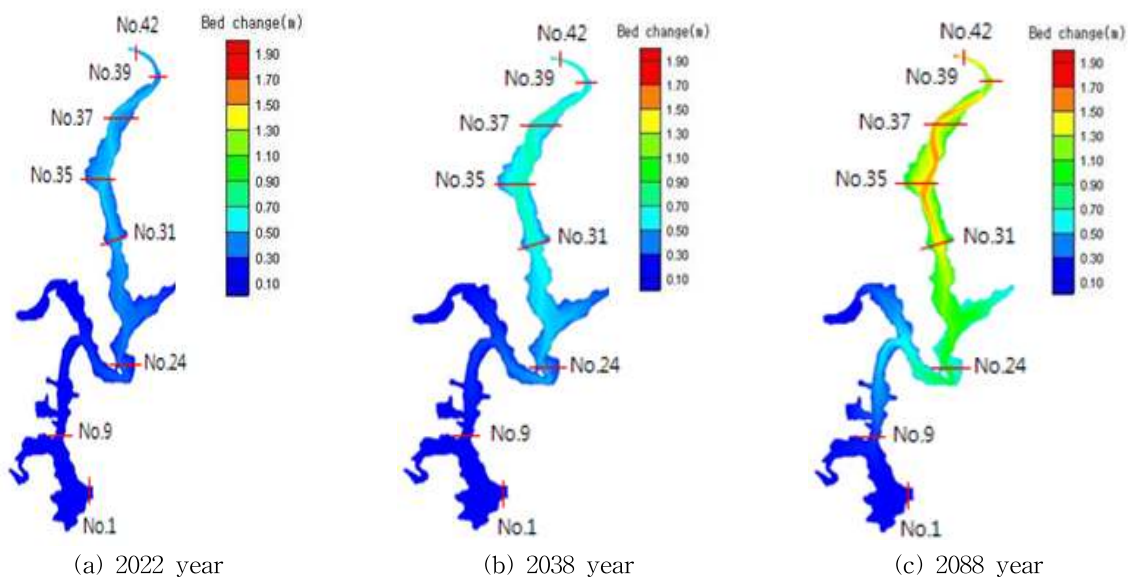 No.42
Bed change(m)
1.90
1.70
1.50
1.30
1.10
0.90
0.70
0.50
0.30
0.10
No.39
No.37
No.35
No.31
No.24
No.9
No.1
(a) 2022 year
No.42
Bed change(m)
1.90
1.70
1.50
1.30
1.10
0.90
0.70
0.50
0.30
0.10
No.39
No.37
No.35
No.31
No.24
No.9
No.1
(b) 2038 year
No.42
Bed change(m)
1.90
1.70
1.50
1.30
1.10
0.90
0.70
0.50
0.30
0.10
No.39
No.37
No.35
No.31
No.24
No.9
No.1
(c) 2088 year